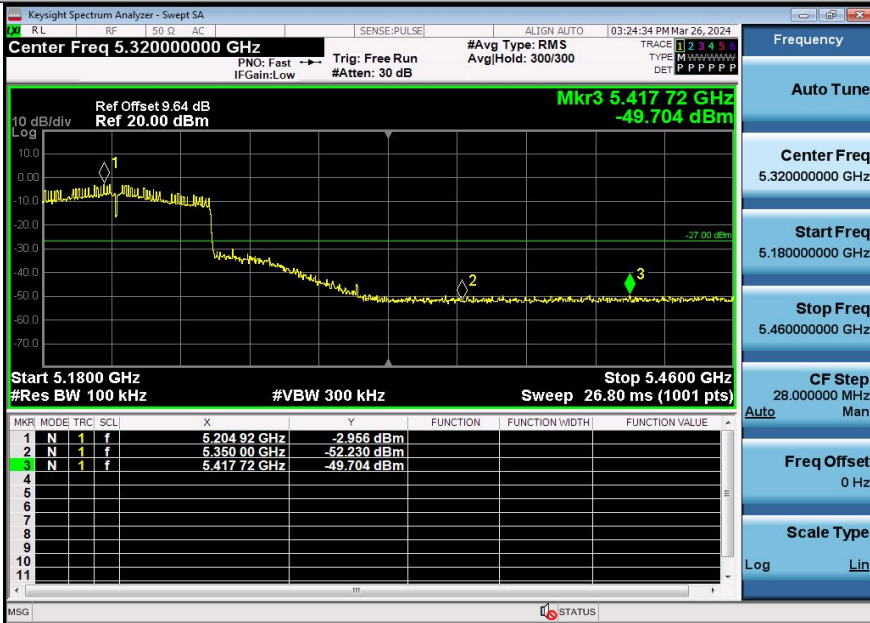 Keysight Spectrum Analyzer - Swept SA
LXI RL RF 50 Ω AC SENSE:PULSE ALIGN AUTO 03:24:34 PM Mar 26, 2024
Center Freq 5.320000000 GHz
PNO: Fast
IFGain:Low
Trig: Free Run
#Atten: 30 dB
#Avg Type: RMS
Avg|Hold: 300/300
TRACE 1 2 3 4 5 6
TYPE MWWWWW
DET P P P P P P
Ref Offset 9.64 dB
Ref 20.00 dBm
10 dB/div
Log
Mkr3 5.417 72 GHz
-49.704 dBm
10.0
0.00
-10.0
-20.0
-30.0
-40.0
-50.0
-60.0
-70.0
1
2
3
-27.00 dBm
Start 5.1800 GHz Stop 5.4600 GHz
#Res BW 100 kHz #VBW 300 kHz Sweep 26.80 ms (1001 pts)
MKR MODE TRC SCL X Y FUNCTION FUNCTION WIDTH FUNCTION VALUE
1 N 1 f 5.204 92 GHz -2.956 dBm
2 N 1 f 5.350 00 GHz -52.230 dBm
3 N 1 f 5.417 72 GHz -49.704 dBm
4
5
6
7
8
9
10
11
MSG STATUS
Frequency
Auto Tune
Center Freq
5.320000000 GHz
Start Freq
5.180000000 GHz
Stop Freq
5.460000000 GHz
CF Step
28.000000 MHz
Auto Man
Freq Offset
0 Hz
Scale Type
Log Lin